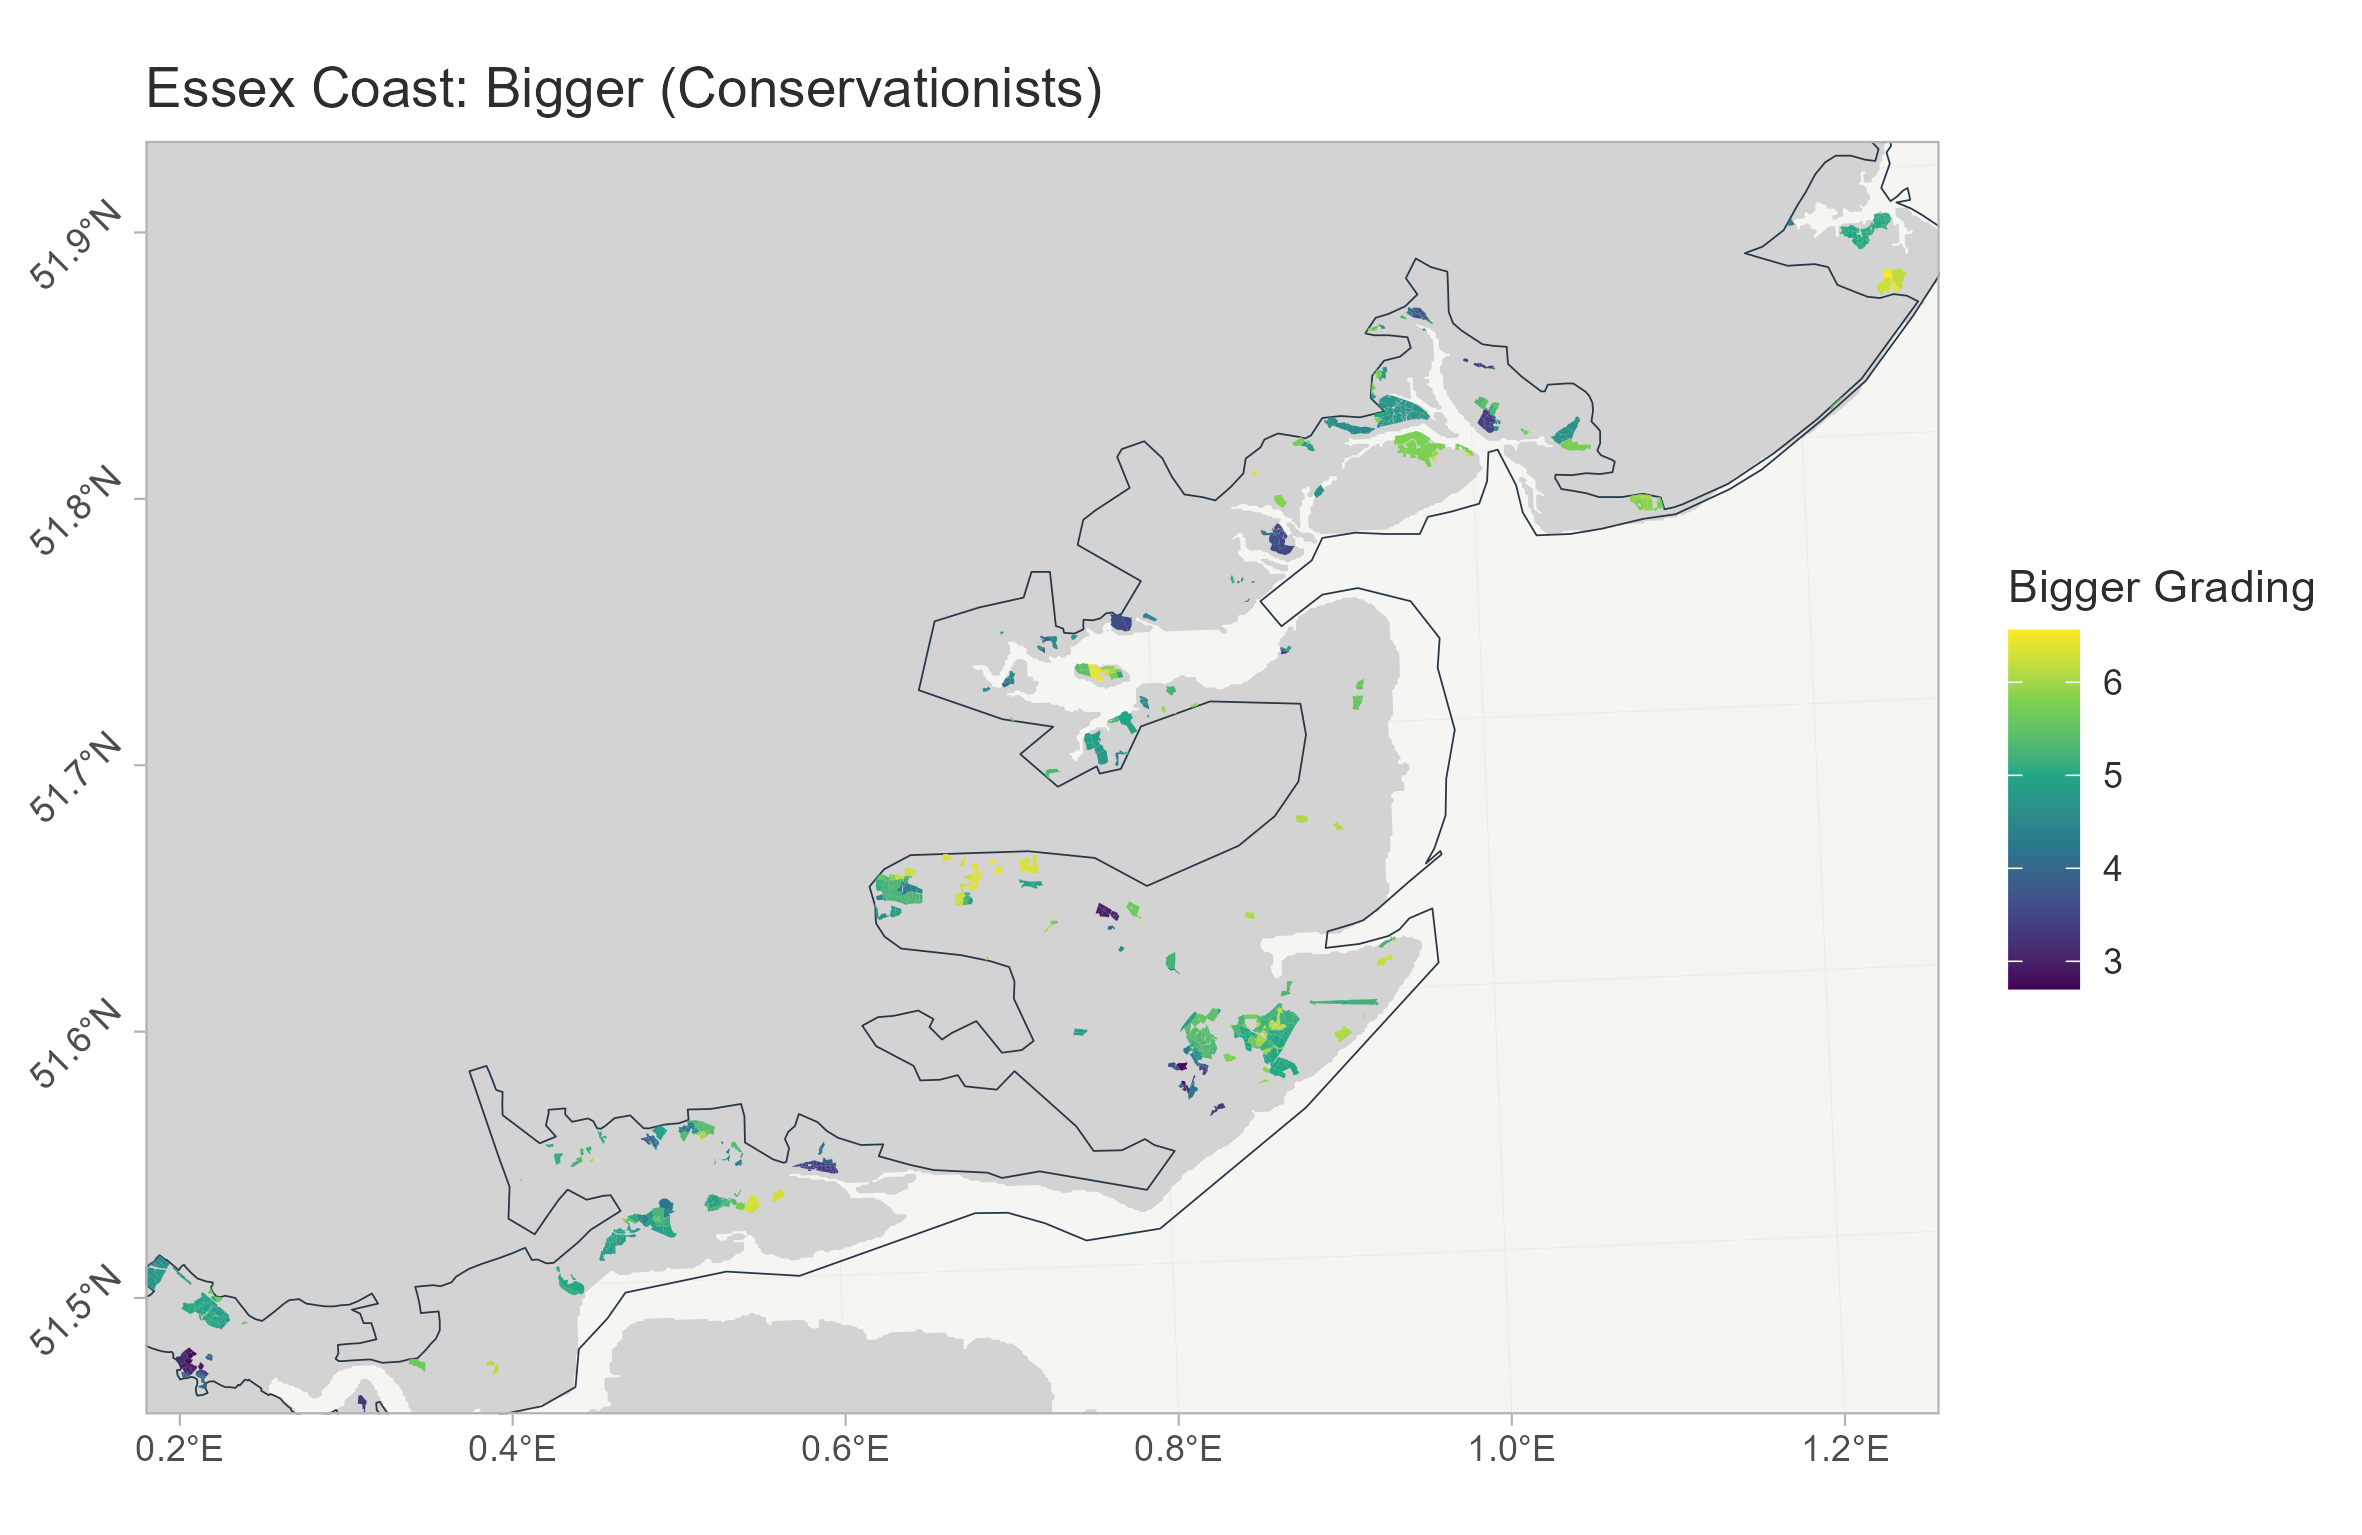 Essex Coast: Bigger (Conservationists)
51.9°N
51.8°N
51.7°N
51.6°N
51.5°N
0.2°E
0.4°E
0.6°E
0.8°E
1.0°E
1.2°E
Bigger Grading
6
5
4
3